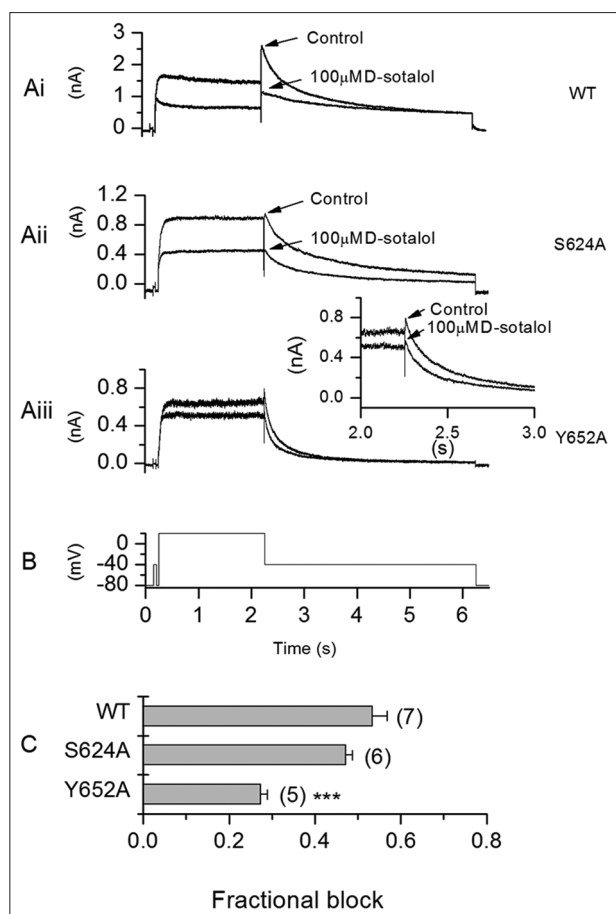 Ai
(nA)
3
2
1
0
Control
100µMD-sotalol
WT
Aii
(nA)
1.2
0.8
0.4
0.0
Control
100µMD-sotalol
S624A
Aiii
(nA)
1.2
0.8
0.4
0.0
(nA)
0.8
0.4
0.0
Control
100µMD-sotalol
2.0 2.5 3.0
(s)
Y652A
B
(mV)
0
-40
-80
0 1 2 3 4 5 6
Time (s)
C
WT (7)
S624A (6)
Y652A (5) ***
0.0 0.2 0.4 0.6 0.8
Fractional block